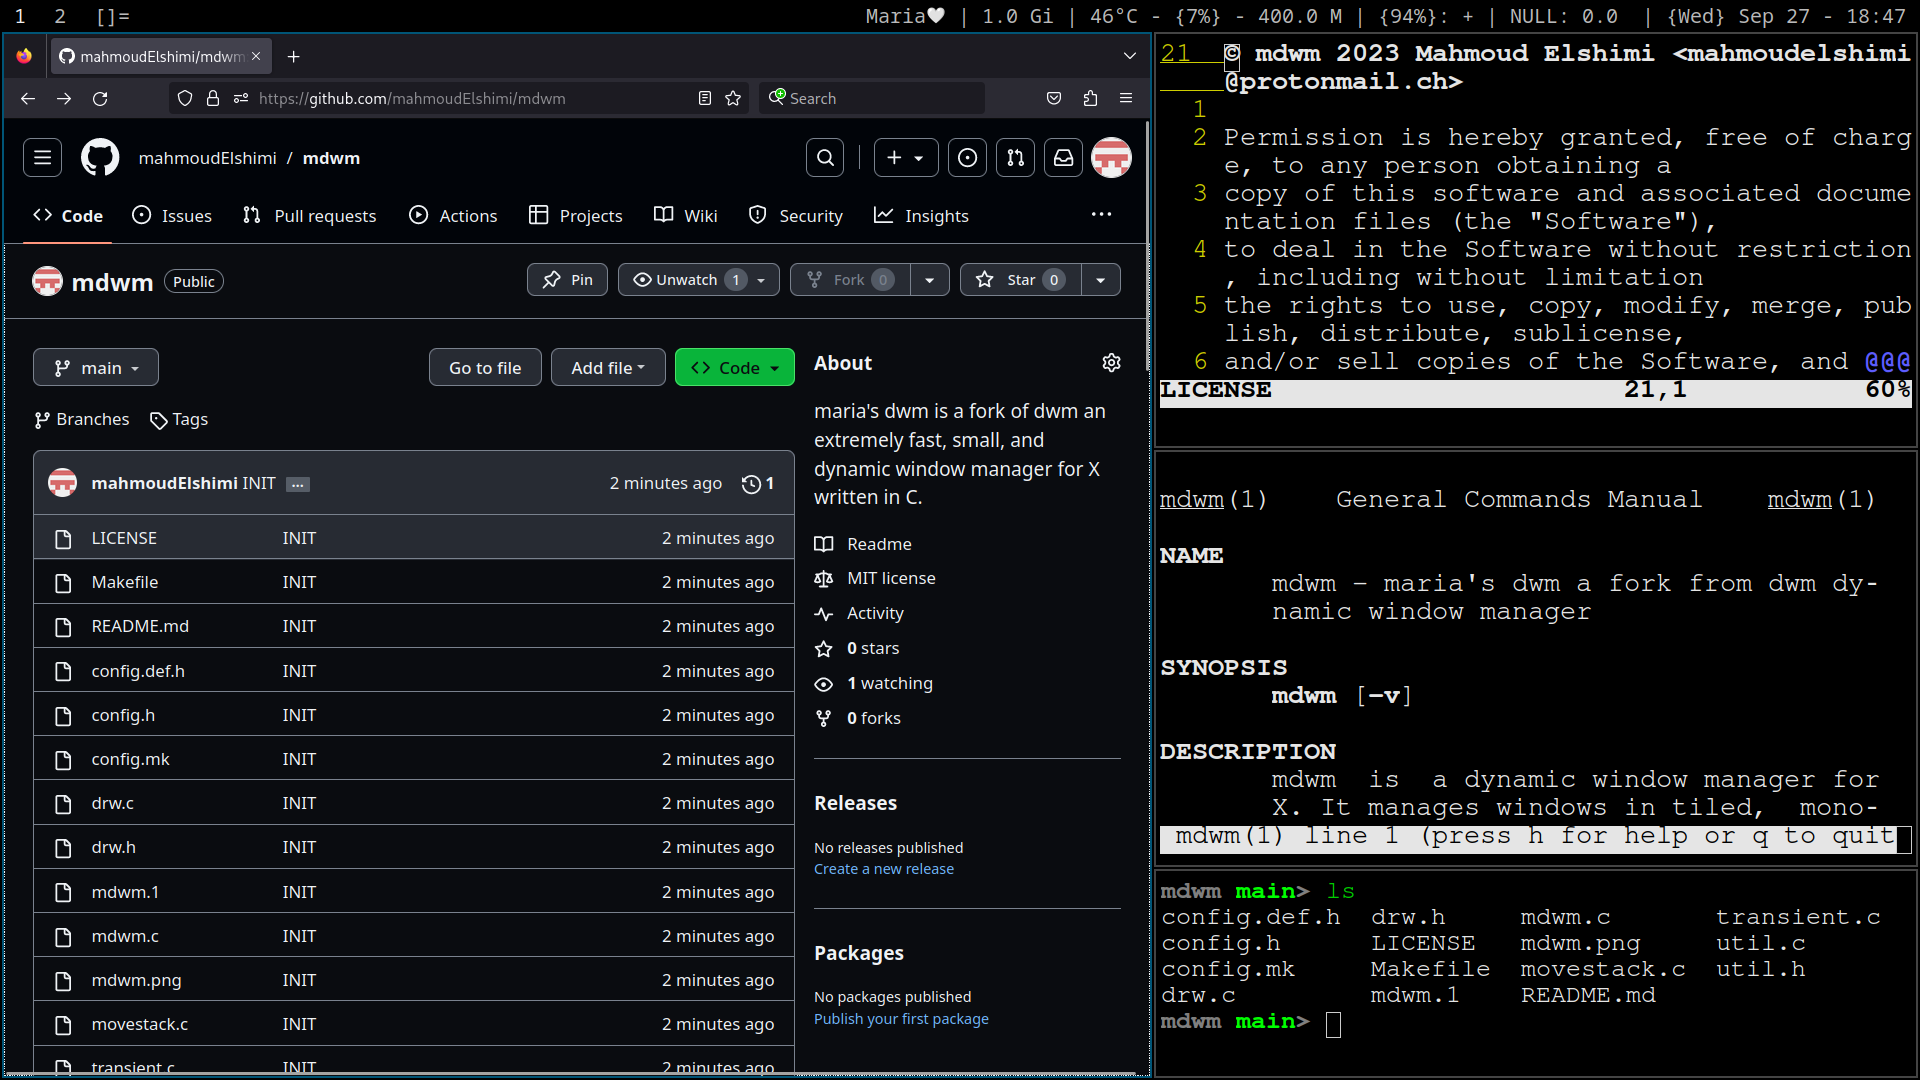 1 2 []= Maria🤍 | 1.0 Gi | 46°C - {7%} - 400.0 M | {94%}: + | NULL: 0.0 | {Wed} Sep 27 - 18:47
mahmoudElshimi/mdwm
https://github.com/mahmoudElshimi/mdwm
Search
mahmoudElshimi / mdwm
Code Issues Pull requests Actions Projects Wiki Security Insights ...
mdwm Public Pin Unwatch 1 Fork 0 Star 0
main Go to file Add file Code
Branches Tags
mahmoudElshimi INIT ... 2 minutes ago 1
LICENSE INIT 2 minutes ago
Makefile INIT 2 minutes ago
README.md INIT 2 minutes ago
config.def.h INIT 2 minutes ago
config.h INIT 2 minutes ago
config.mk INIT 2 minutes ago
drw.c INIT 2 minutes ago
drw.h INIT 2 minutes ago
mdwm.1 INIT 2 minutes ago
mdwm.c INIT 2 minutes ago
mdwm.png INIT 2 minutes ago
movestack.c INIT 2 minutes ago
transient.c INIT 2 minutes ago
About
maria's dwm is a fork of dwm an
extremely fast, small, and
dynamic window manager for X
written in C.
Readme
MIT license
Activity
0 stars
1 watching
0 forks
Releases
No releases published
Create a new release
Packages
No packages published
Publish your first package
21 © mdwm 2023 Mahmoud Elshimi <mahmoudelshimi
@protonmail.ch>
1
2 Permission is hereby granted, free of charg
e, to any person obtaining a
3 copy of this software and associated docume
ntation files (the "Software"),
4 to deal in the Software without restriction
, including without limitation
5 the rights to use, copy, modify, merge, pub
lish, distribute, sublicense,
6 and/or sell copies of the Software, and @@@
LICENSE 21,1 60%
mdwm(1) General Commands Manual mdwm(1)
NAME
mdwm - maria's dwm a fork from dwm dy-
namic window manager
SYNOPSIS
mdwm [-v]
DESCRIPTION
mdwm is a dynamic window manager for
X. It manages windows in tiled, mono-
mdwm(1) line 1 (press h for help or q to quit
mdwm main> ls
config.def.h drw.h mdwm.c transient.c
config.h LICENSE mdwm.png util.c
config.mk Makefile movestack.c util.h
drw.c mdwm.1 README.md
mdwm main>